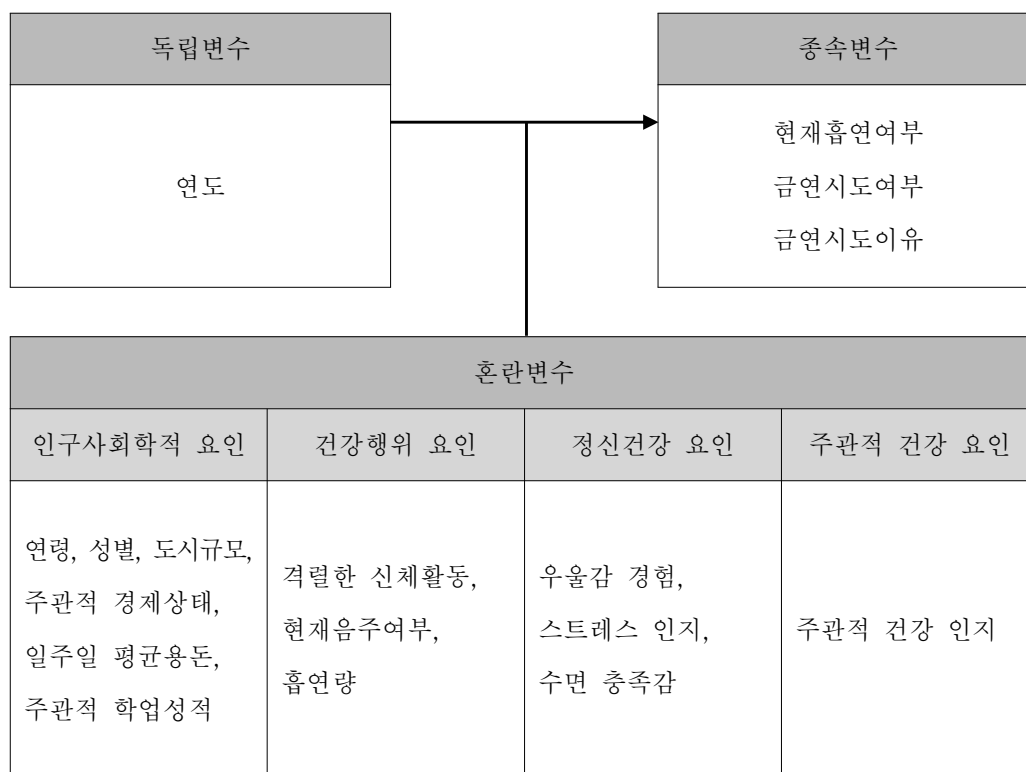 독립변수
종속변수
연도
현재흡연여부
금연시도여부
금연시도이유
혼란변수
인구사회학적 요인
건강행위 요인
정신건강 요인
주관적 건강 요인
연령, 성별, 도시규모,
주관적 경제상태,
일주일 평균용돈,
주관적 학업성적
격렬한 신체활동,
현재음주여부,
흡연량
우울감 경험,
스트레스 인지,
수면 충족감
주관적 건강 인지